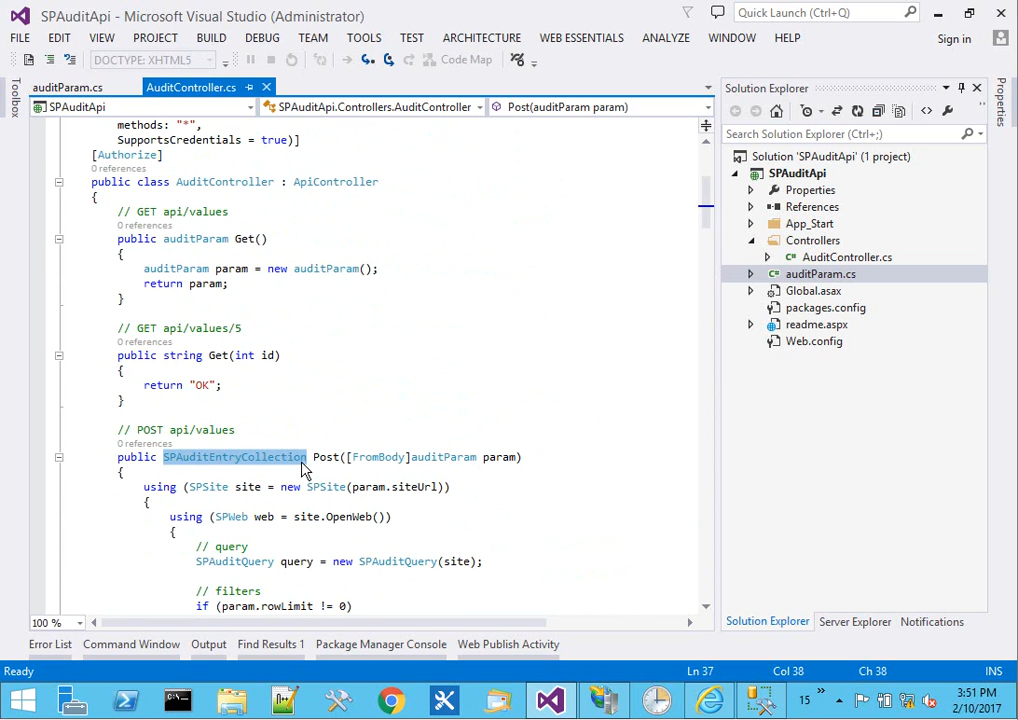 SPAuditApi - Microsoft Visual Studio (Administrator)
Quick Launch (Ctrl+Q)
FILE EDIT VIEW PROJECT BUILD DEBUG TEAM TOOLS TEST ARCHITECTURE WEB ESSENTIALS ANALYZE WINDOW HELP Sign in
DOCTYPE: XHTML5
Code Map
Toolbox
auditParam.cs AuditController.cs
SPAuditApi SPAuditApi.Controllers.AuditController Post(auditParam param)
methods: "*",
SupportsCredentials = true)]
[Authorize]
0 references
public class AuditController : ApiController
{
// GET api/values
0 references
public auditParam Get()
{
auditParam param = new auditParam();
return param;
}
// GET api/values/5
0 references
public string Get(int id)
{
return "OK";
}
// POST api/values
0 references
public SPAuditEntryCollection Post([FromBody]auditParam param)
{
using (SPSite site = new SPSite(param.siteUrl))
{
using (SPWeb web = site.OpenWeb())
{
// query
SPAuditQuery query = new SPAuditQuery(site);
// filters
if (param.rowLimit != 0)
100 %
Solution Explorer
Search Solution Explorer (Ctrl+;)
Solution 'SPAuditApi' (1 project)
SPAuditApi
Properties
References
App_Start
Controllers
AuditController.cs
auditParam.cs
Global.asax
packages.config
readme.aspx
Web.config
Solution Explorer Server Explorer Notifications
Properties
Error List Command Window Output Find Results 1 Package Manager Console Web Publish Activity
Ready Ln 37 Col 38 Ch 38 INS
15
3:51 PM
2/10/2017